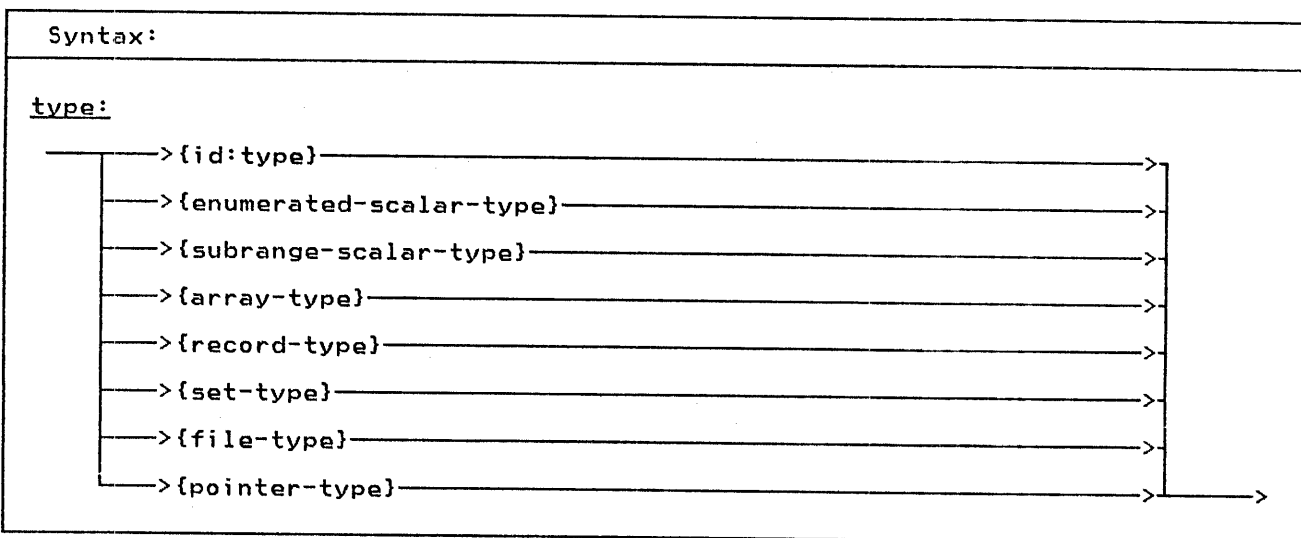 Syntax:
type:
{id:type}
{enumerated-scalar-type}
{subrange-scalar-type}
{array-type}
{record-type}
{set-type}
{file-type}
{pointer-type}